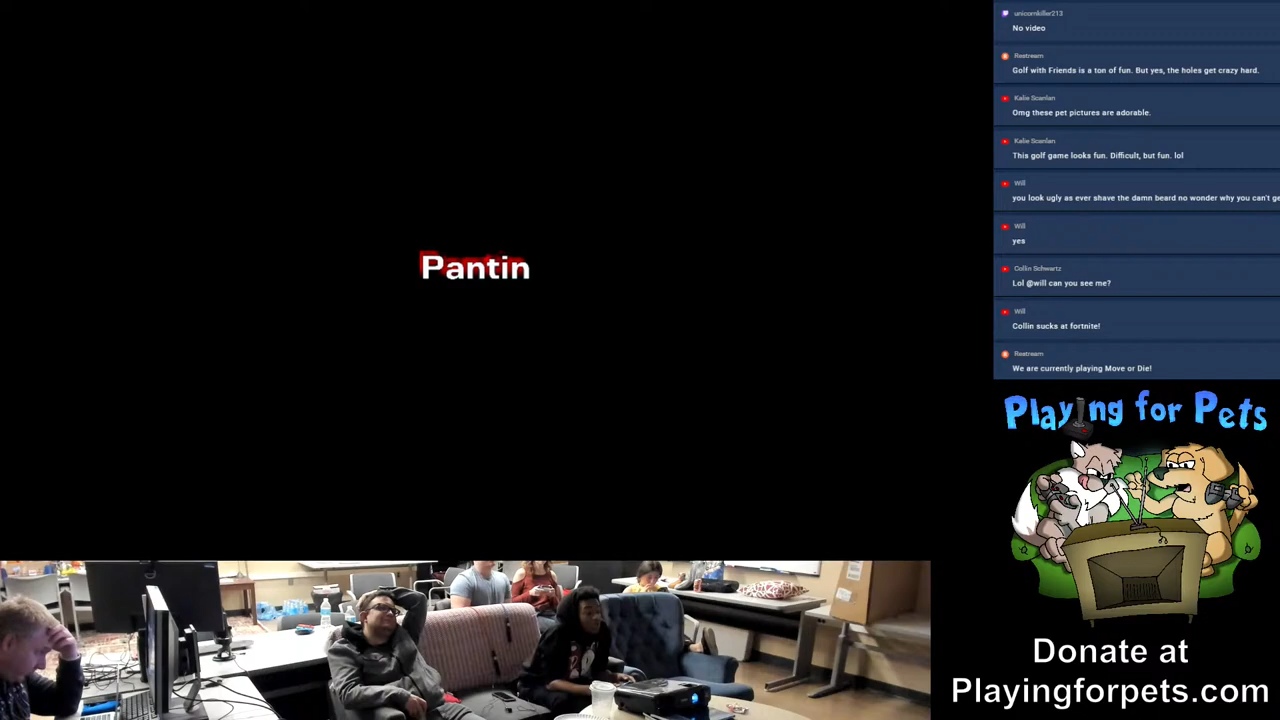 Pantin
unicornkiller213
No video
Restream
Golf with Friends is a ton of fun. But yes, the holes get crazy hard.
Kalie Scanlan
Omg these pet pictures are adorable.
Kalie Scanlan
This golf game looks fun. Difficult, but fun. lol
Will
you look ugly as ever shave the damn beard no wonder why you can't ge
Will
yes
Collin Schwartz
Lol @will can you see me?
Will
Collin sucks at fortnite!
Restream
We are currently playing Move or Die!
Playing for Pets
Donate at
Playingforpets.com